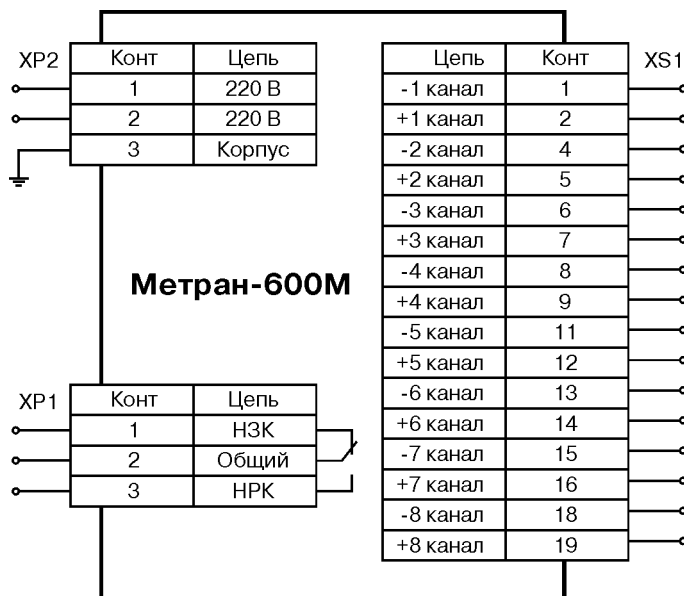 XP2
Конт Цепь
1 220 В
2 220 В
3 Корпус
Метран-600М
XP1
Конт Цепь
1 НЗК
2 Общий
3 НРК
XS1
Цепь Конт
-1 канал 1
+1 канал 2
-2 канал 4
+2 канал 5
-3 канал 6
+3 канал 7
-4 канал 8
+4 канал 9
-5 канал 11
+5 канал 12
-6 канал 13
+6 канал 14
-7 канал 15
+7 канал 16
-8 канал 18
+8 канал 19